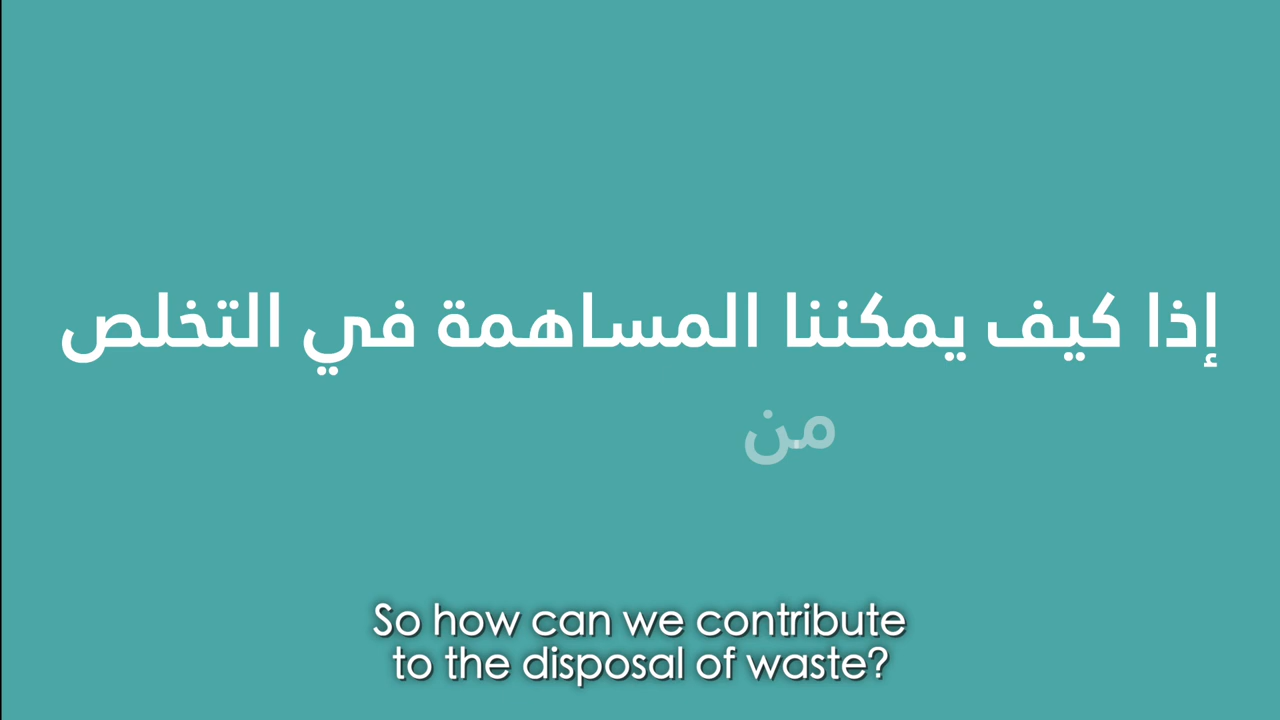 إذا كيف يمكننا المساهمة في التخلص
من
So how can we contribute
to the disposal of waste?